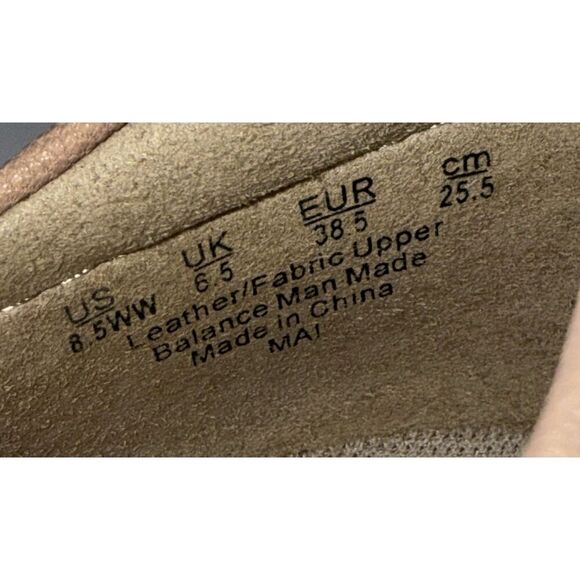 US UK EUR cm
8.5WW 6.5 38.5 25.5
Leather/Fabric Upper
Balance Man Made
Made in China
MAI